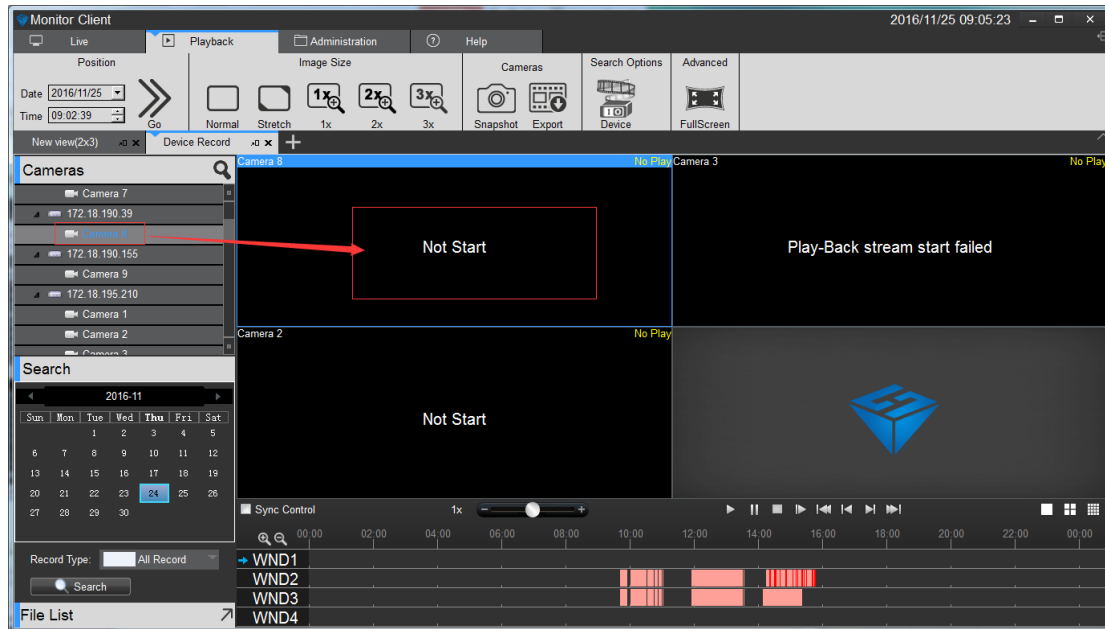 Monitor Client 2016/11/25 09:05:23
Live Playback Administration Help
Position Image Size Cameras Search Options Advanced
Date 2016/11/25
Time 09:02:39
Go Normal Stretch 1x 2x 3x Snapshot Export Device FullScreen
New view(2x3) Device Record
Cameras
Camera 7
172.18.190.39
Camera 8
172.18.190.155
Camera 9
172.18.195.210
Camera 1
Camera 2
Camera 3
Camera 8 No Play
Not Start
Camera 3 No Play
Play-Back stream start failed
Camera 2 No Play
Not Start
Search
2016-11
Sun Mon Tue Wed Thu Fri Sat
1 2 3 4 5
6 7 8 9 10 11 12
13 14 15 16 17 18 19
20 21 22 23 24 25 26
27 28 29 30
Record Type: All Record
Search
File List
Sync Control 1x
00:00 02:00 04:00 06:00 08:00 10:00 12:00 14:00 16:00 18:00 20:00 22:00 00:00
WND1
WND2
WND3
WND4